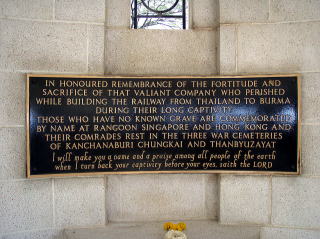 IN HONOURED REMEMBRANCE OF THE FORTITUDE AND
SACRIFICE OF THAT VALIANT COMPANY WHO PERISHED
WHILE BUILDING THE RAILWAY FROM THAILAND TO BURMA
DURING THEIR LONG CAPTIVITY
THOSE WHO HAVE NO KNOWN GRAVE ARE COMMEMORATED
BY NAME AT RANGOON SINGAPORE AND HONG KONG AND
THEIR COMRADES REST IN THE THREE WAR CEMETERIES
OF KANCHANABURI CHUNGKAI AND THANBYUZAYAT
I will make you a name and a praise among all people of the earth
when I turn back your captivity before your eyes, saith the LORD